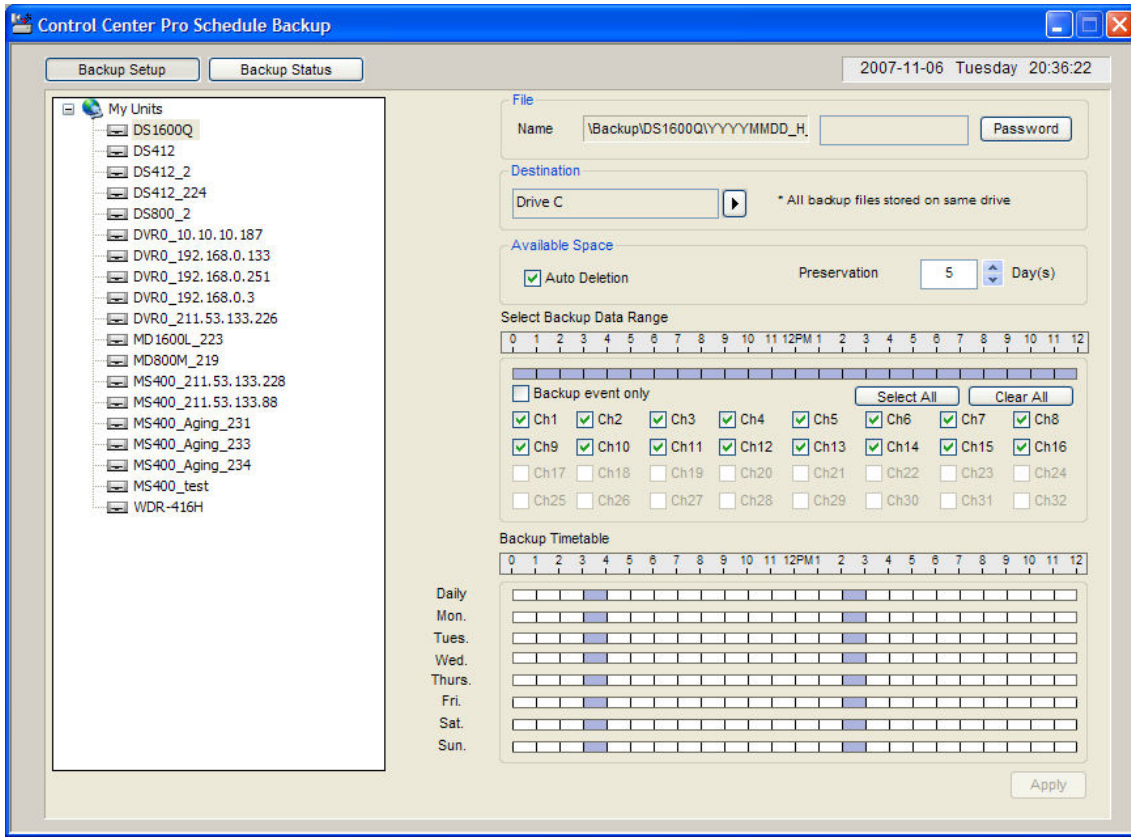 Control Center Pro Schedule Backup
Backup Setup Backup Status 2007-11-06 Tuesday 20:36:22
My Units
DS1600Q
DS412
DS412_2
DS412_224
DS800_2
DVR0_10.10.10.187
DVR0_192.168.0.133
DVR0_192.168.0.251
DVR0_192.168.0.3
DVR0_211.53.133.226
MD1600L_223
MD800M_219
MS400_211.53.133.228
MS400_211.53.133.88
MS400_Aging_231
MS400_Aging_233
MS400_Aging_234
MS400_test
WDR-416H
File
Name \Backup\DS1600Q\YYYYMMDD_H_ Password
Destination
Drive C * All backup files stored on same drive
Available Space
Auto Deletion Preservation 5 Day(s)
Select Backup Data Range
0 1 2 3 4 5 6 7 8 9 10 11 12PM 1 2 3 4 5 6 7 8 9 10 11 12
Backup event only Select All Clear All
Ch1 Ch2 Ch3 Ch4 Ch5 Ch6 Ch7 Ch8
Ch9 Ch10 Ch11 Ch12 Ch13 Ch14 Ch15 Ch16
Ch17 Ch18 Ch19 Ch20 Ch21 Ch22 Ch23 Ch24
Ch25 Ch26 Ch27 Ch28 Ch29 Ch30 Ch31 Ch32
Backup Timetable
0 1 2 3 4 5 6 7 8 9 10 11 12PM 1 2 3 4 5 6 7 8 9 10 11 12
Daily
Mon.
Tues.
Wed.
Thurs.
Fri.
Sat.
Sun.
Apply